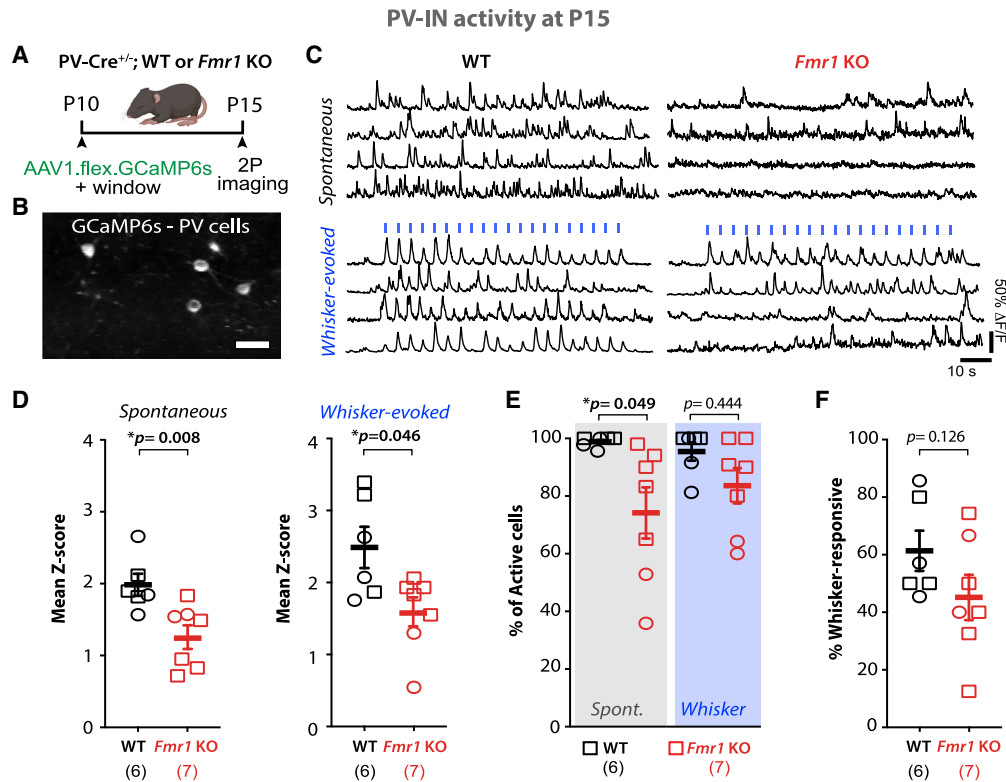 PV-IN activity at P15
A
PV-Cre+/-; WT or Fmr1 KO
P10
P15
AAV1.flex.GCaMP6s
+ window
2P
imaging
B
GCaMP6s - PV cells
C
WT
Fmr1 KO
Spontaneous
Whisker-evoked
50% ΔF/F
10 s
D
Spontaneous
*p= 0.008
Mean Z-score
4
3
2
1
0
WT
Fmr1 KO
(6)
(7)
Whisker-evoked
*p=0.046
Mean Z-score
4
3
2
1
0
WT
Fmr1 KO
(6)
(7)
E
*p= 0.049
p= 0.444
% of Active cells
100
80
60
40
20
0
Spont.
Whisker
WT
Fmr1 KO
(6)
(7)
F
p= 0.126
% Whisker-responsive
100
80
60
40
20
0
WT
Fmr1 KO
(6)
(7)